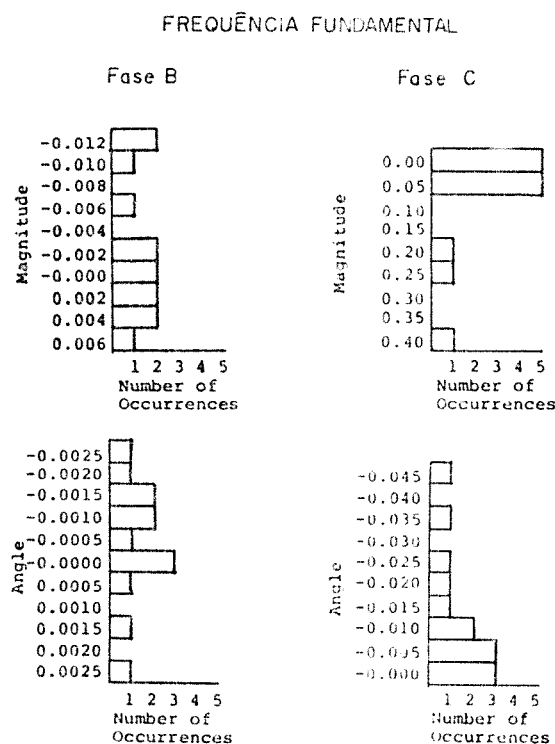 FREQUÊNCIA FUNDAMENTAL
Fase B
Magnitude
-0.012
-0.010
-0.008
-0.006
-0.004
-0.002
-0.000
0.002
0.004
0.006
1 2 3 4 5
Number of
Occurrences
Fase C
Magnitude
0.00
0.05
0.10
0.15
0.20
0.25
0.30
0.35
0.40
1 2 3 4 5
Number of
Occurrences
Angle
-0.0025
-0.0020
-0.0015
-0.0010
-0.0005
-0.0000
0.0005
0.0010
0.0015
0.0020
0.0025
1 2 3 4 5
Number of
Occurrences
Angle
-0.045
-0.040
-0.035
-0.030
-0.025
-0.020
-0.015
-0.010
-0.005
-0.000
1 2 3 4 5
Number of
Occurrences